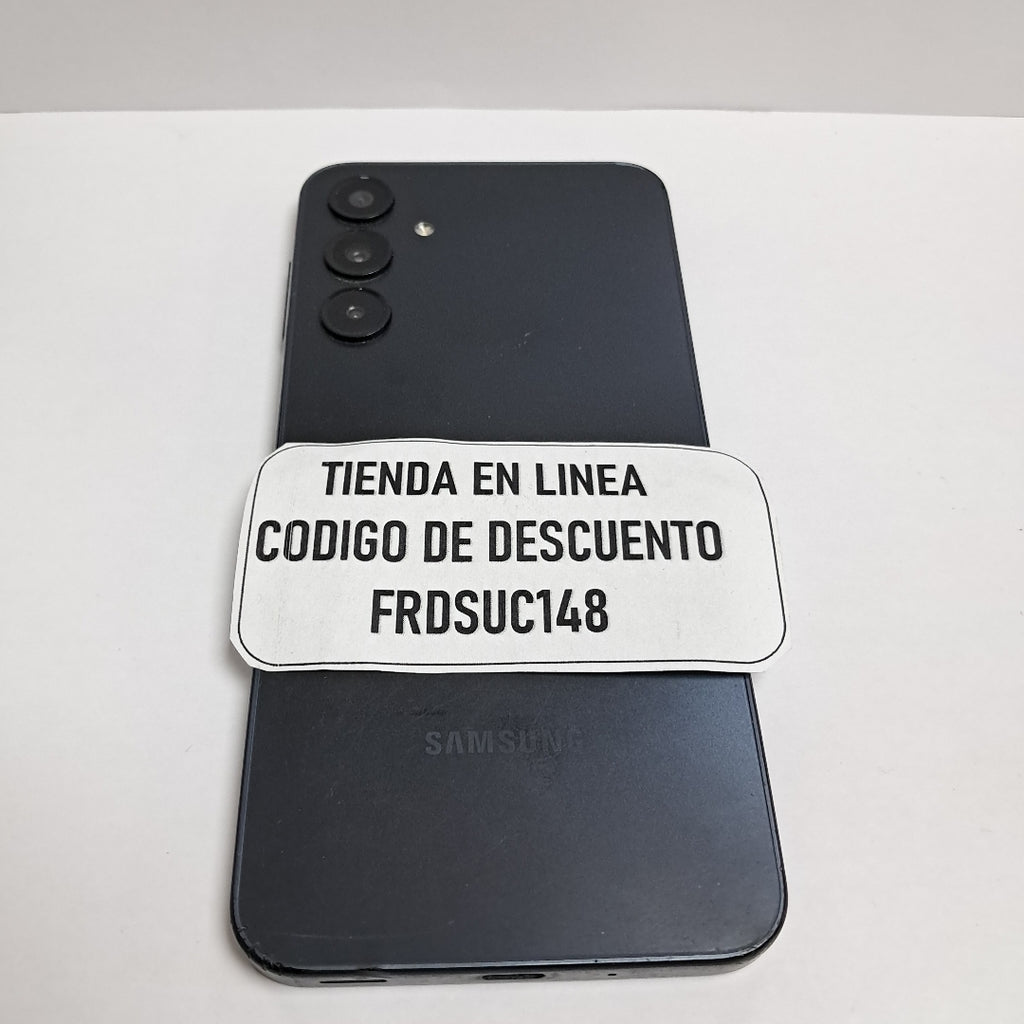 TIENDA EN LINEA
CODIGO DE DESCUENTO
FRDSUC148
SAMSUNG